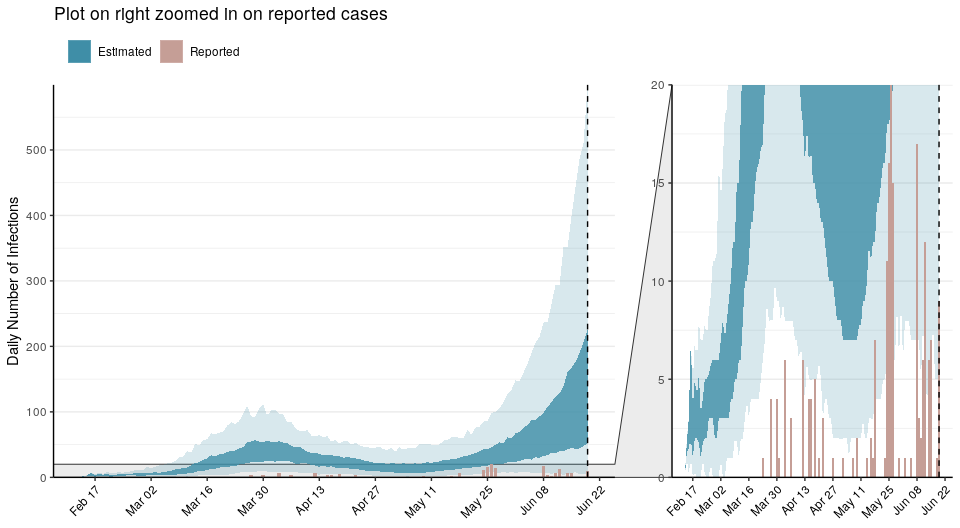 Plot on right zoomed in on reported cases
Estimated Reported
Daily Number of Infections
500
400
300
200
100
0
Feb 17 Mar 02 Mar 16 Mar 30 Apr 13 Apr 27 May 11 May 25 Jun 08 Jun 22
20
15
10
5
0
Feb 17 Mar 02 Mar 16 Mar 30 Apr 13 Apr 27 May 11 May 25 Jun 08 Jun 22